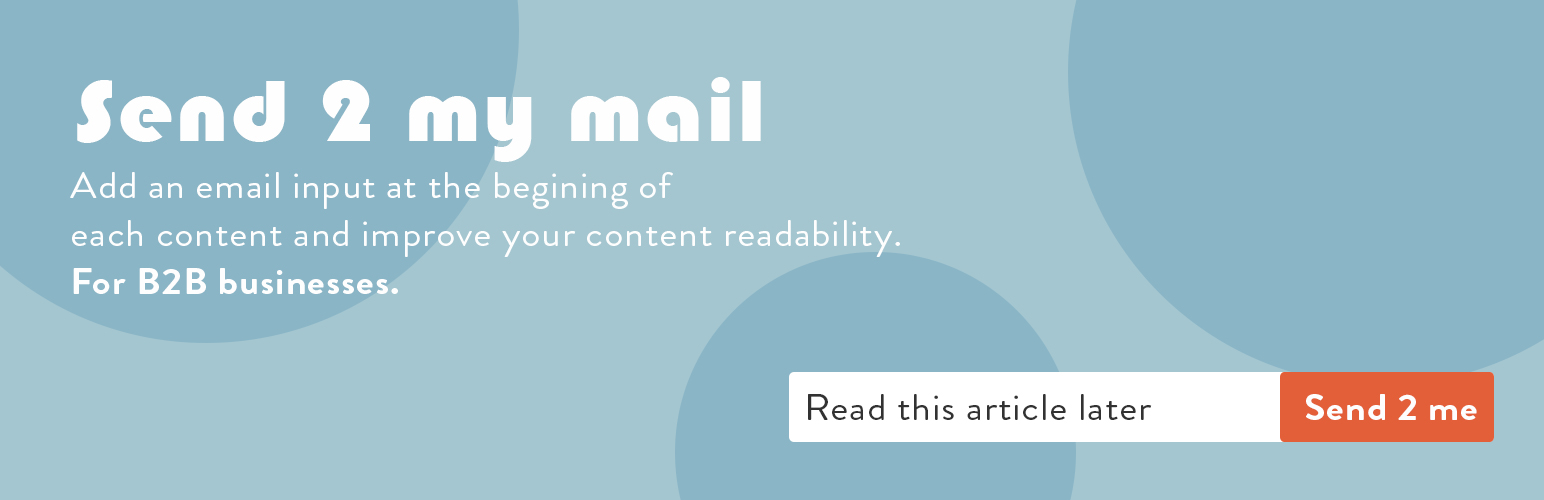 Send 2 my mail
Add an email input at the begining of
each content and improve your content readability.
For B2B businesses.
Read this article later
Send 2 me